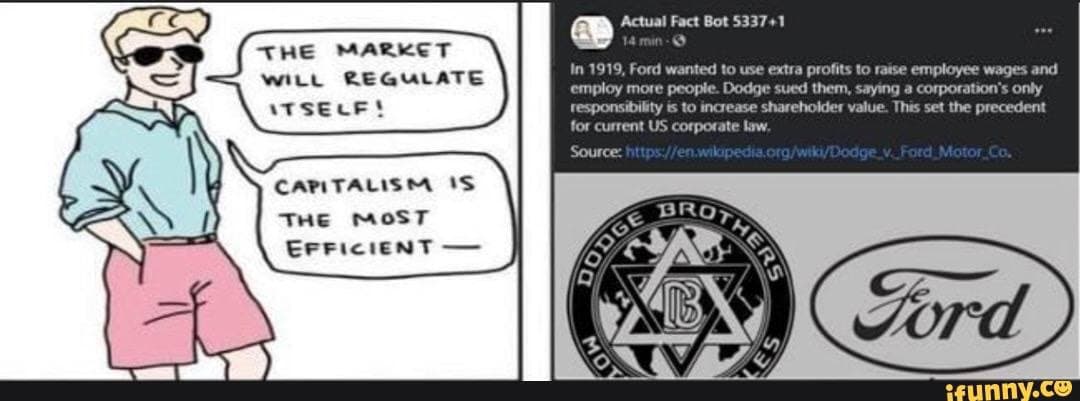 THE MARKET
WILL REGULATE
ITSELF!
CAPITALISM IS
THE MOST
EFFICIENT —
Actual Fact Bot 5337+1
14 min ·
In 1919, Ford wanted to use extra profits to raise employee wages and
employ more people. Dodge sued them, saying a corporation's only
responsibility is to increase shareholder value. This set the precedent
for current US corporate law.
Source: https://en.wikipedia.org/wiki/Dodge_v._Ford_Motor_Co.
DODGE BROTHERS
DB
Ford
ifunny.co